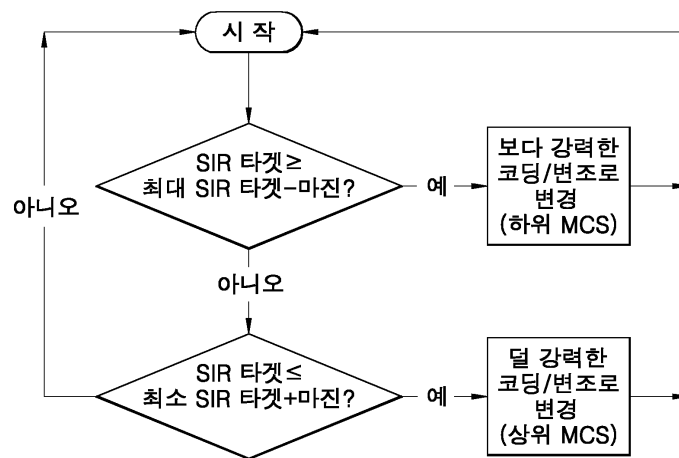 시 작
SIR 타겟≥
최대 SIR 타겟-마진?
예
보다 강력한
코딩/변조로
변경
(하위 MCS)
아니오
아니오
SIR 타겟≤
최소 SIR 타겟+마진?
예
덜 강력한
코딩/변조로
변경
(상위 MCS)